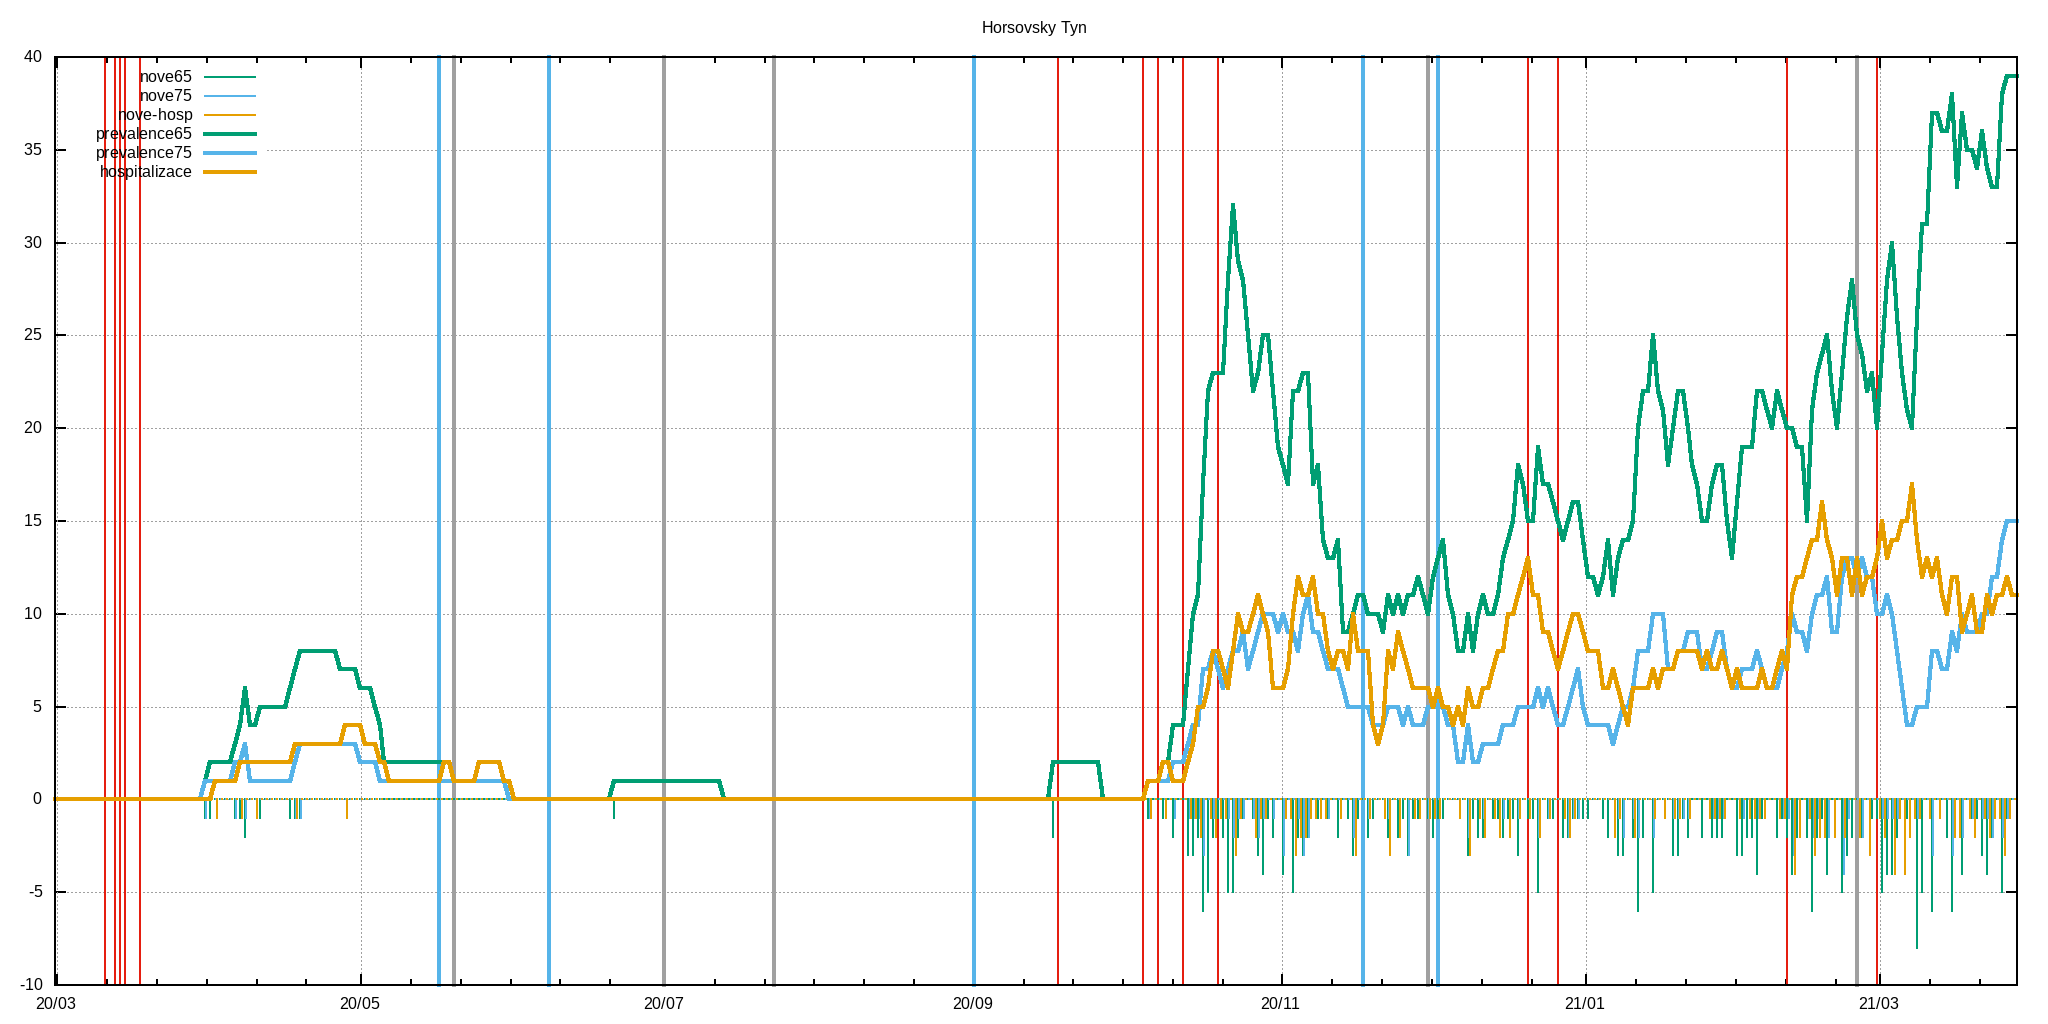 Horsovsky Tyn
40
35
30
25
20
15
10
5
0
-5
-10
nove65
nove75
nove-hosp
prevalence65
prevalence75
hospitalizace
20/03 20/05 20/07 20/09 20/11 21/01 21/03